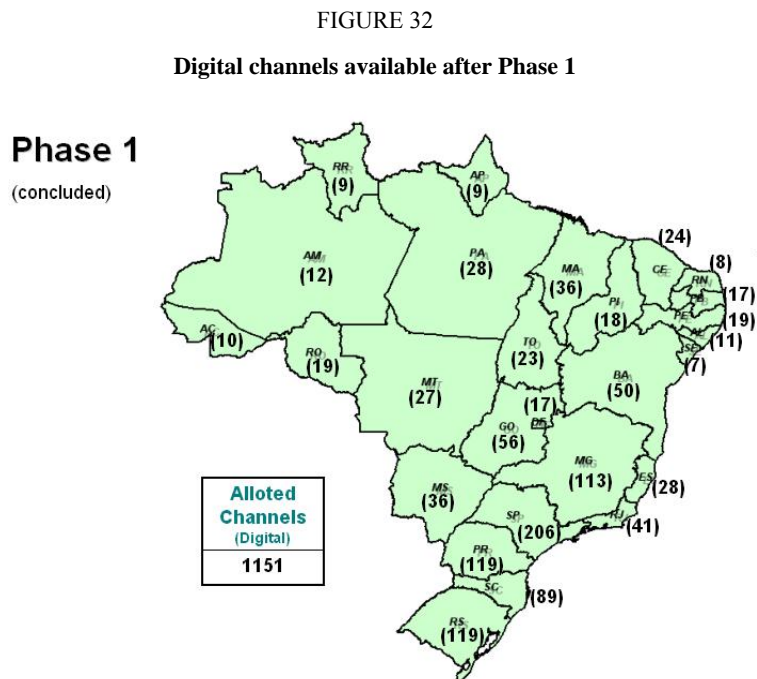 FIGURE 32
Digital channels available after Phase 1
Phase 1
(concluded)
RR
(9)
AP
(9)
(24)
AM
(12)
PA
(28)
MA
(36)
CE
(8)
RN
PI
(18)
PB
(17)
PE
(19)
AC
(10)
AL
(11)
RO
(19)
TO
(23)
SE
(7)
MT
(27)
BA
(50)
(17)
DF
GO
(56)
MG
(113)
ES
(28)
MS
(36)
SP
(206)
RJ
(41)
Alloted
Channels
(Digital)
1151
PR
(119)
SC
(89)
RS
(119)